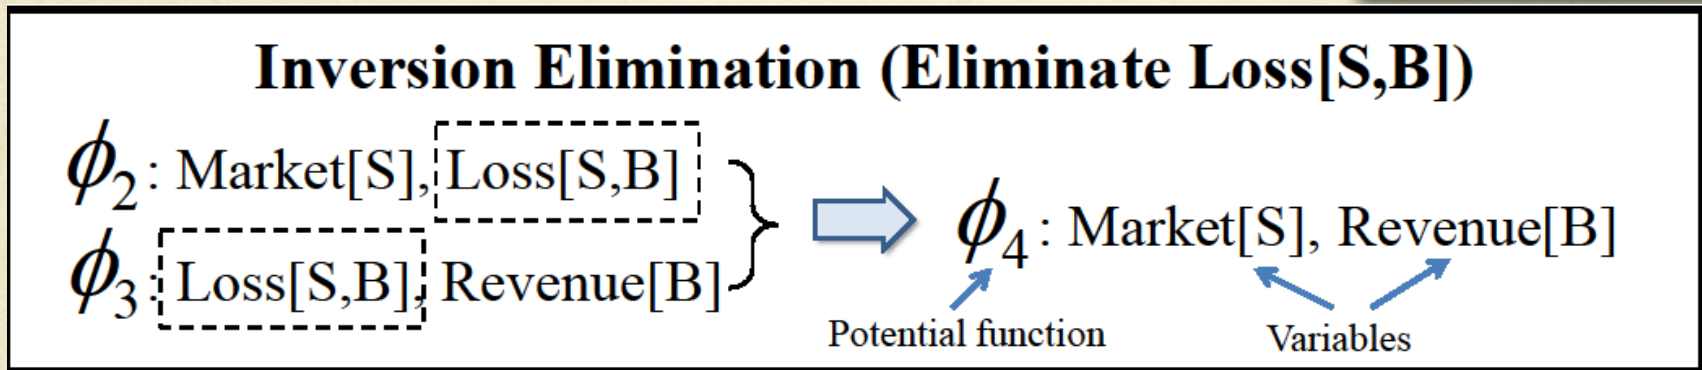 Inversion Elimination (Eliminate Loss[S,B])
ϕ2: Market[S], Loss[S,B]
ϕ3: Loss[S,B], Revenue[B]
ϕ4: Market[S], Revenue[B]
Potential function
Variables